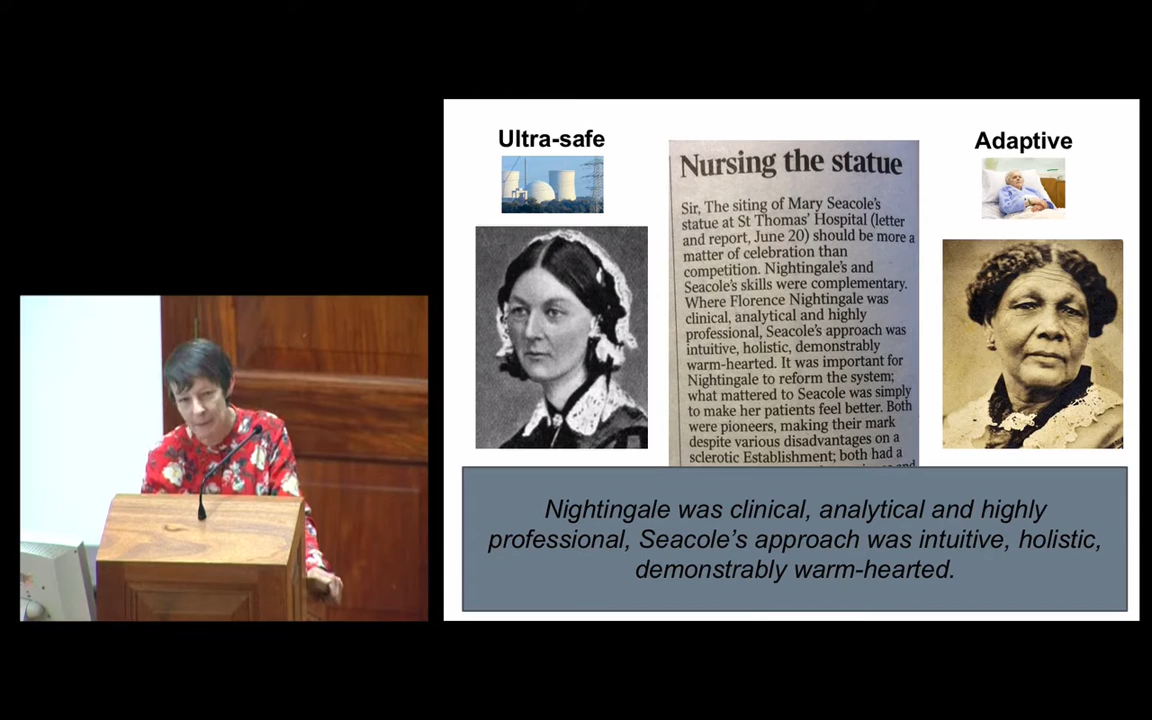 Ultra-safe
Adaptive
Nursing the statue
Sir, The siting of Mary Seacole's
statue at St Thomas' Hospital (letter
and report, June 20) should be more a
matter of celebration than
competition. Nightingale's and
Seacole's skills were complementary.
Where Florence Nightingale was
clinical, analytical and highly
professional, Seacole's approach was
intuitive, holistic, demonstrably
warm-hearted. It was important for
Nightingale to reform the system;
what mattered to Seacole was simply
to make her patients feel better. Both
were pioneers, making their mark
despite various disadvantages on a
sclerotic Establishment; both had a
and
Nightingale was clinical, analytical and highly
professional, Seacole's approach was intuitive, holistic,
demonstrably warm-hearted.